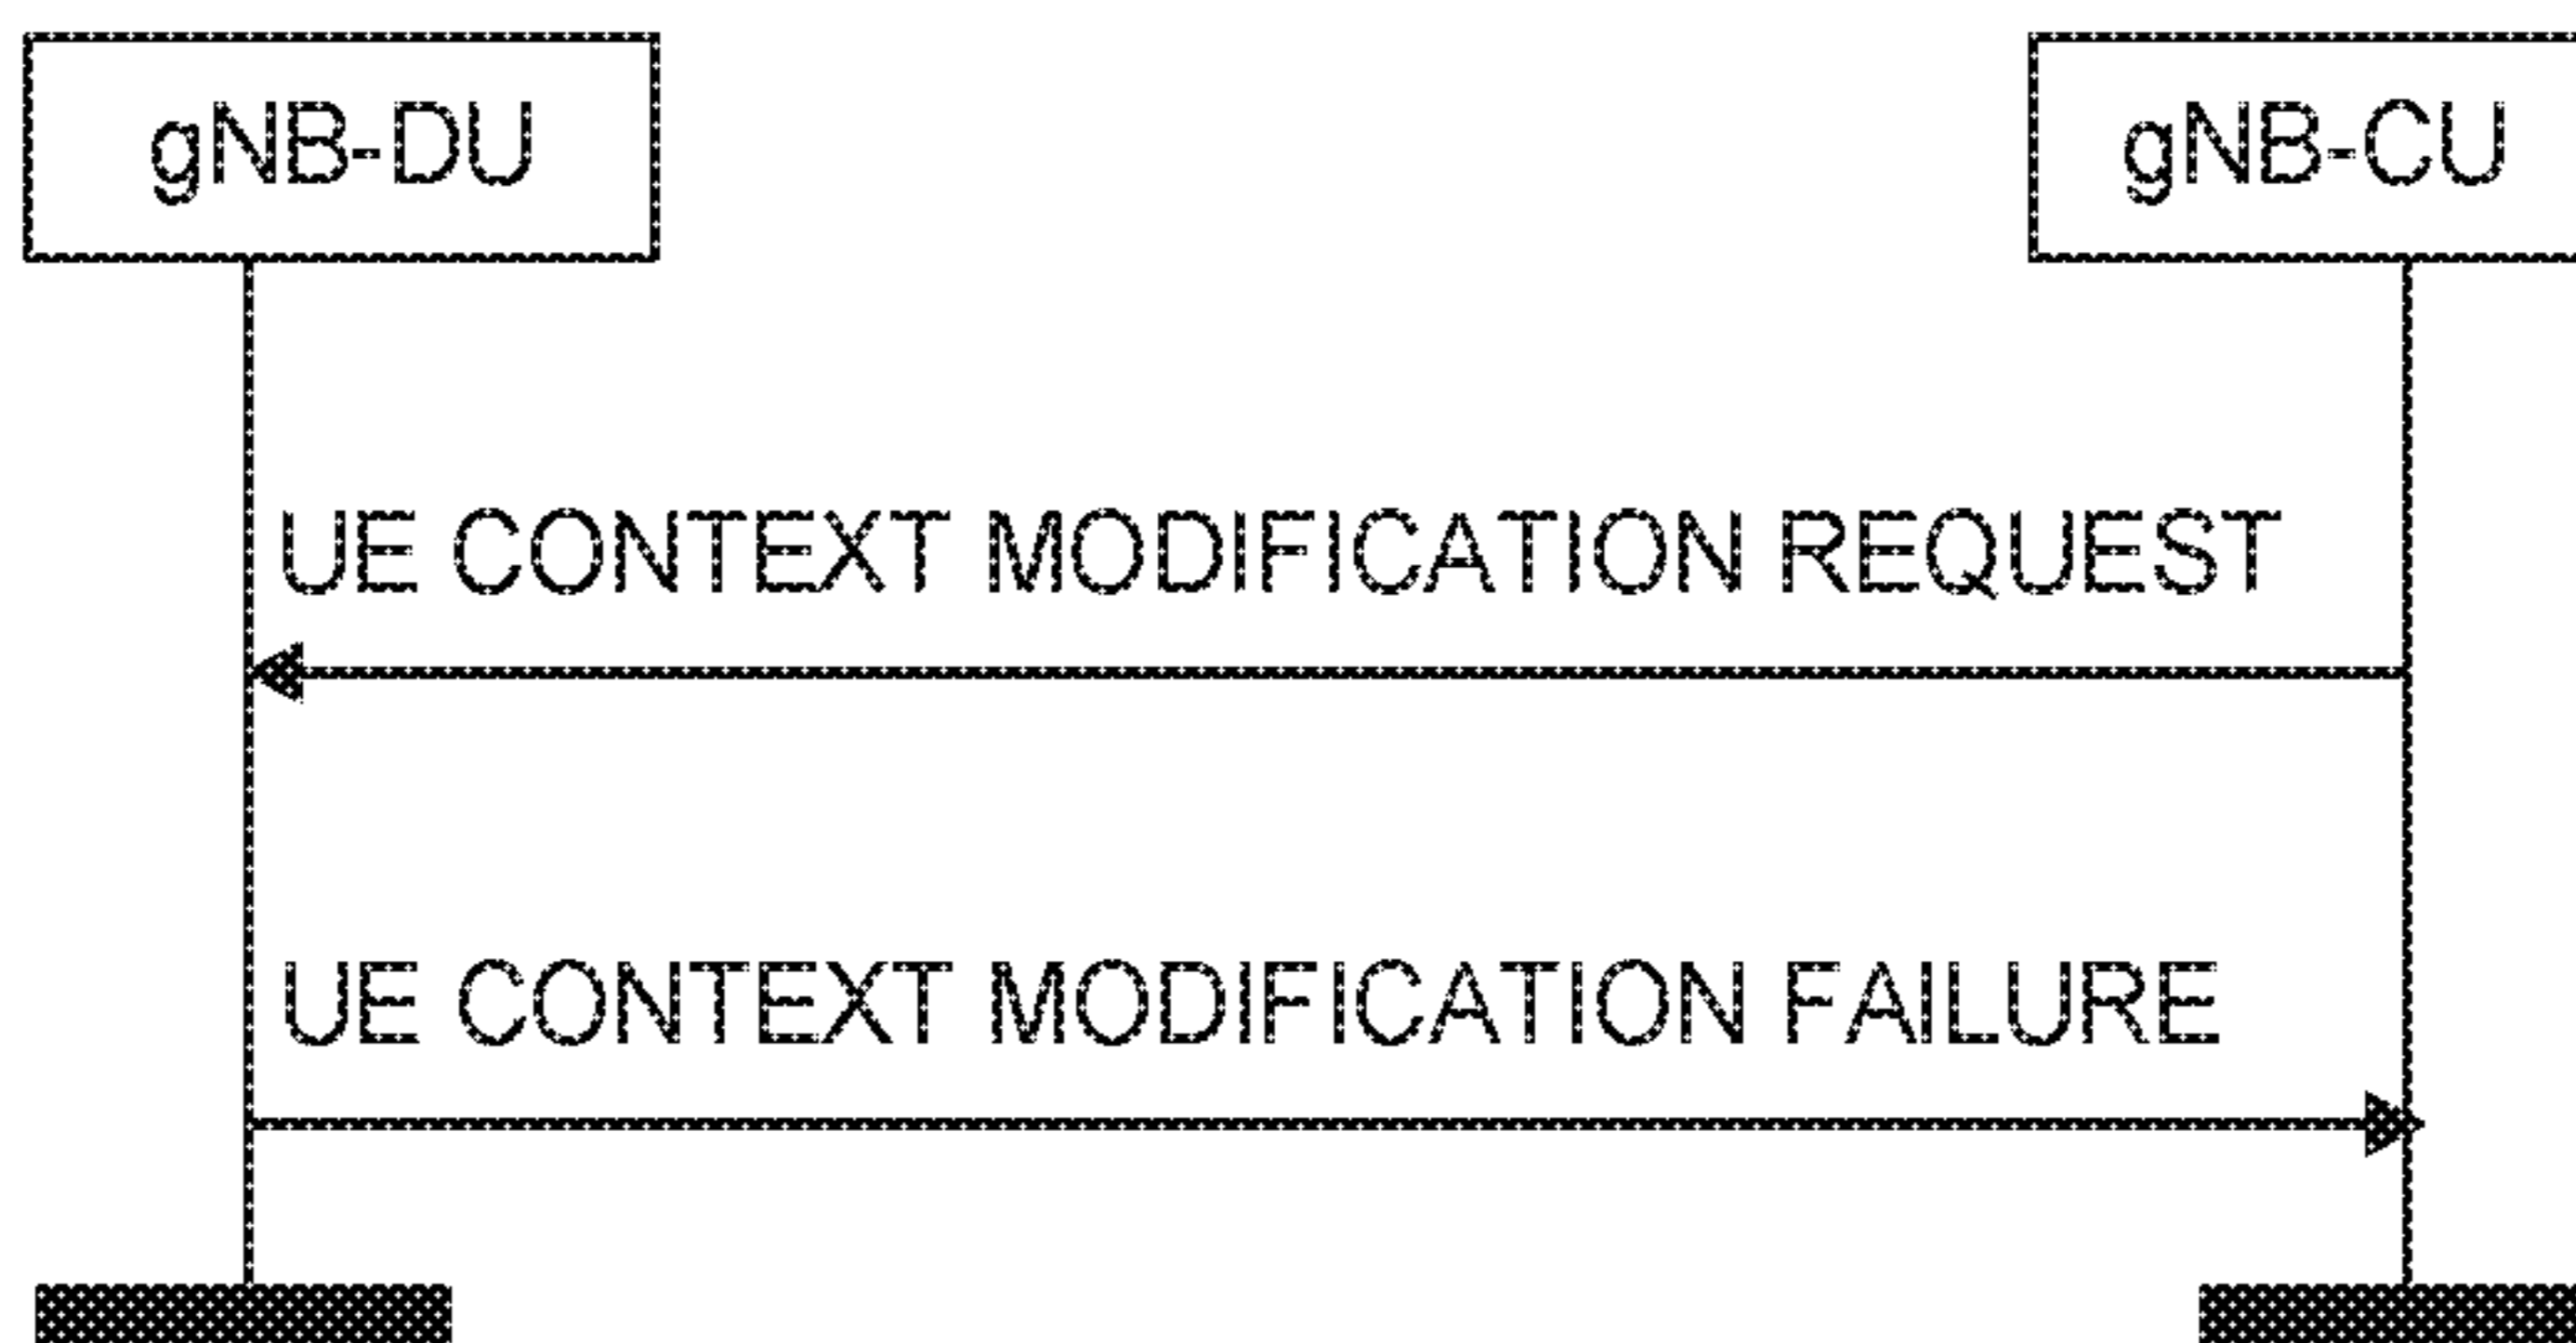 gNB-DU
gNB-CU
UE CONTEXT MODIFICATION REQUEST
UE CONTEXT MODIFICATION FAILURE